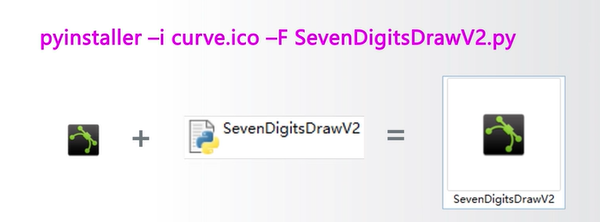 pyinstaller –i curve.ico –F SevenDigitsDrawV2.py
+ SevenDigitsDrawV2 =
SevenDigitsDrawV2